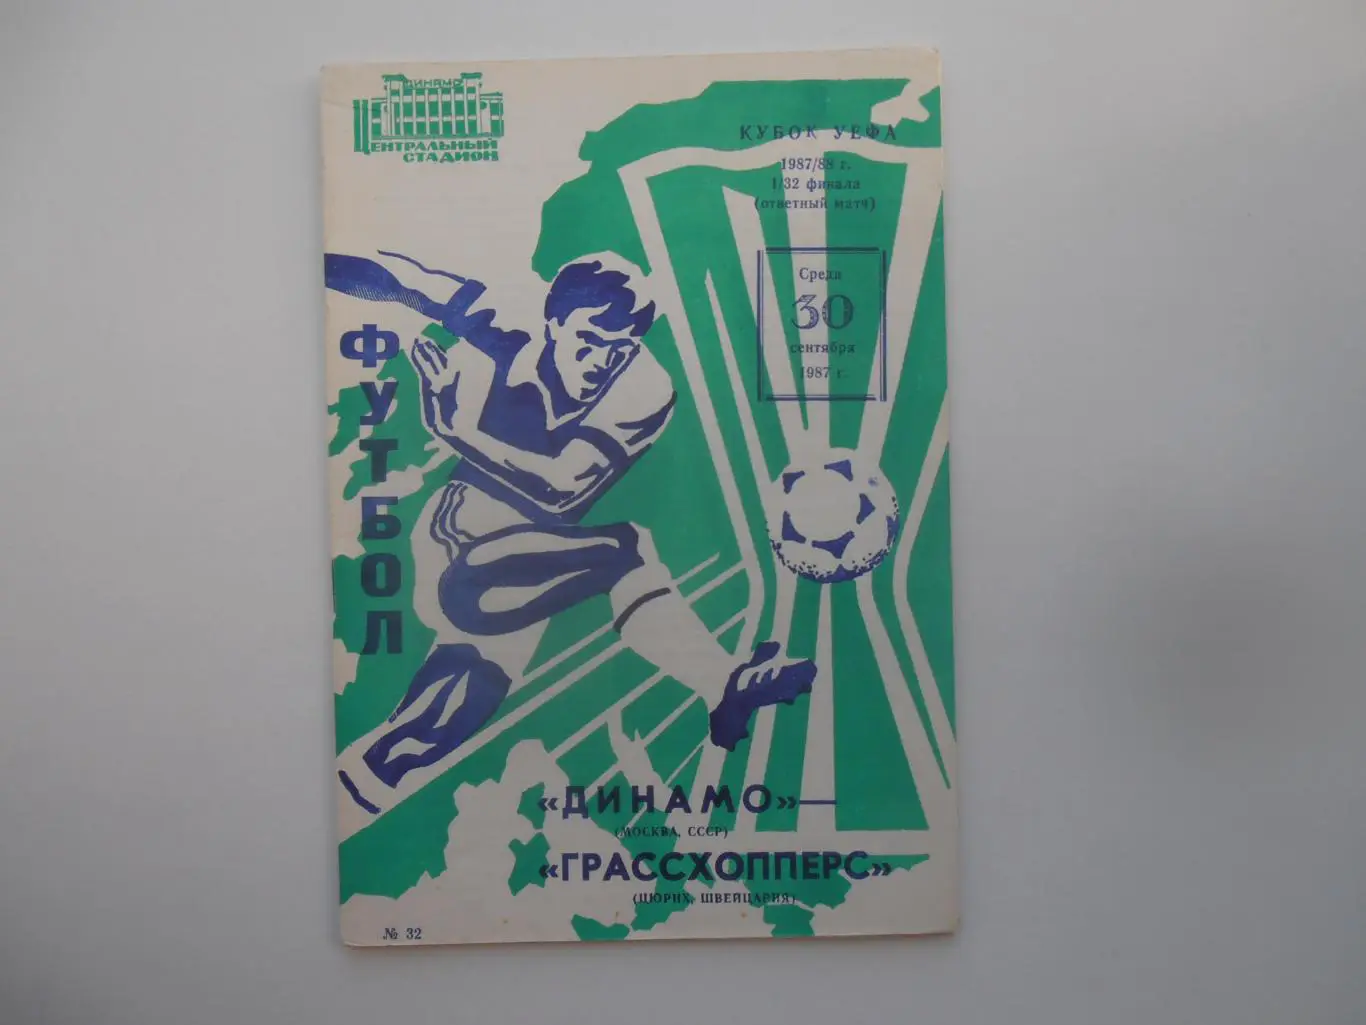 ДИНАМО
ЦЕНТРАЛЬНЫЙ
СТАДИОН
КУБОК УЕФА
1987/88 г.
1/32 финала
(ответный матч)
Среда
30
сентября
1987 г.
ФУТБОЛ
«ДИНАМО»—
(МОСКВА, СССР)
«ГРАССХОППЕРС»
(ЦЮРИХ, ШВЕЙЦАРИЯ)
№ 32